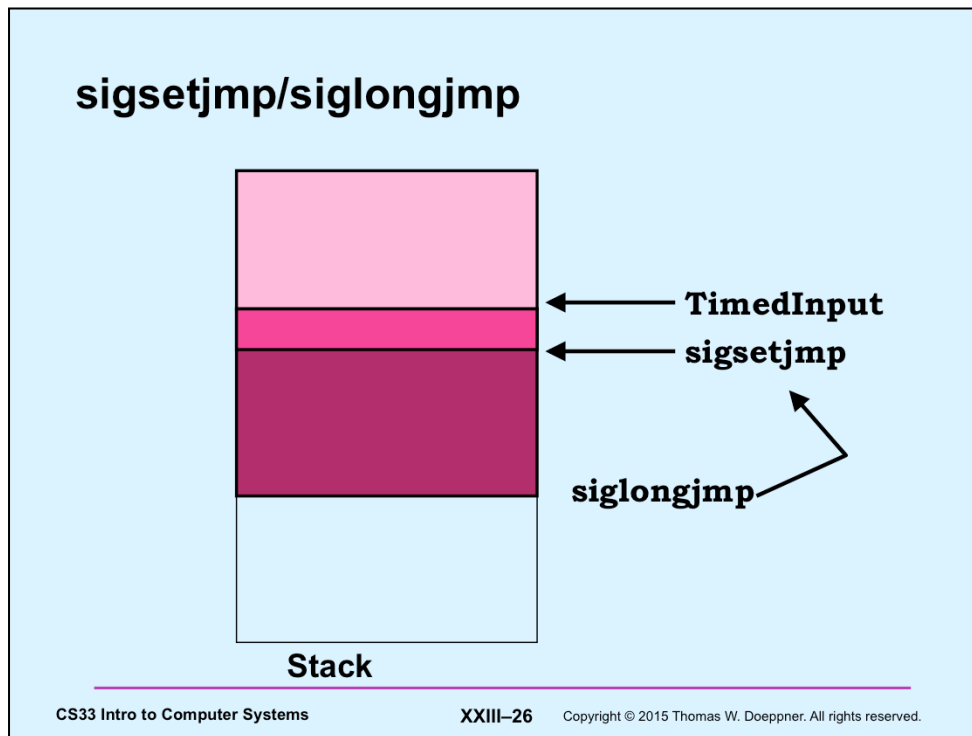 sigsetjmp/siglongjmp
TimedInput
sigsetjmp
siglongjmp
Stack
CS33 Intro to Computer Systems
XXIII–26
Copyright © 2015 Thomas W. Doeppner. All rights reserved.